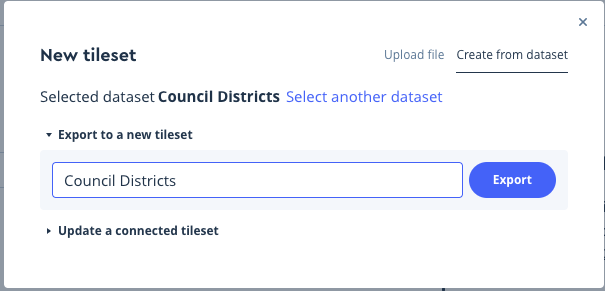 New tileset
Upload file
Create from dataset
Selected dataset Council Districts Select another dataset
Export to a new tileset
Council Districts
Export
Update a connected tileset